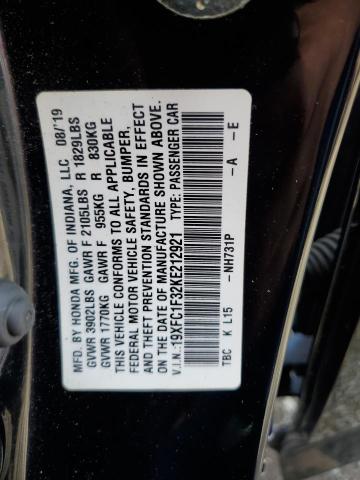 MFD. BY HONDA MFG. OF INDIANA, LLC 08/'19
GVWR 3902LBS GAWR F 2105LBS R 1829LBS
GVWR 1770KG GAWR F 955KG R 830KG
THIS VEHICLE CONFORMS TO ALL APPLICABLE
FEDERAL MOTOR VEHICLE SAFETY, BUMPER,
AND THEFT PREVENTION STANDARDS IN EFFECT
ON THE DATE OF MANUFACTURE SHOWN ABOVE.
V.I.N.: 19XFC1F32KE212921 TYPE: PASSENGER CAR
TBC K L15 -NH731P -A -E